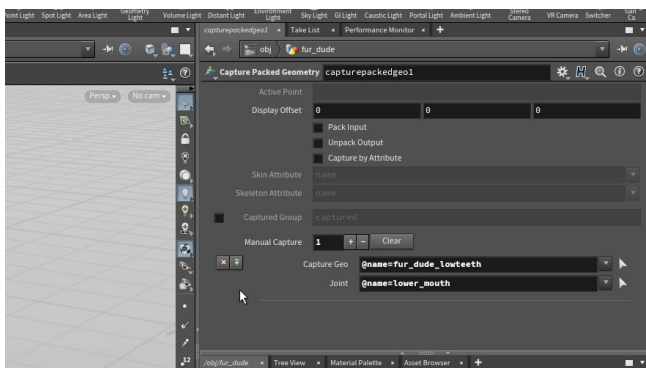 Point Light Spot Light Area Light Geometry Light Volume Light Distant Light Environment Light Sky Light GI Light Caustic Light Portal Light Ambient Light Stereo Camera VR Camera Switcher
capturepackedgeo1 × Take List × Performance Monitor × +
obj fur_dude
Capture Packed Geometry capturepackedgeo1
Persp No cam
Active Point
Display Offset 0 0 0
Pack Input
Unpack Output
Capture by Attribute
Skin Attribute name
Skeleton Attribute name
Captured Group captured
Manual Capture 1 + - Clear
Capture Geo @name=fur_dude_lowteeth
Joint @name=lower_mouth
12
/obj/fur_dude × Tree View × Material Palette × Asset Browser × +